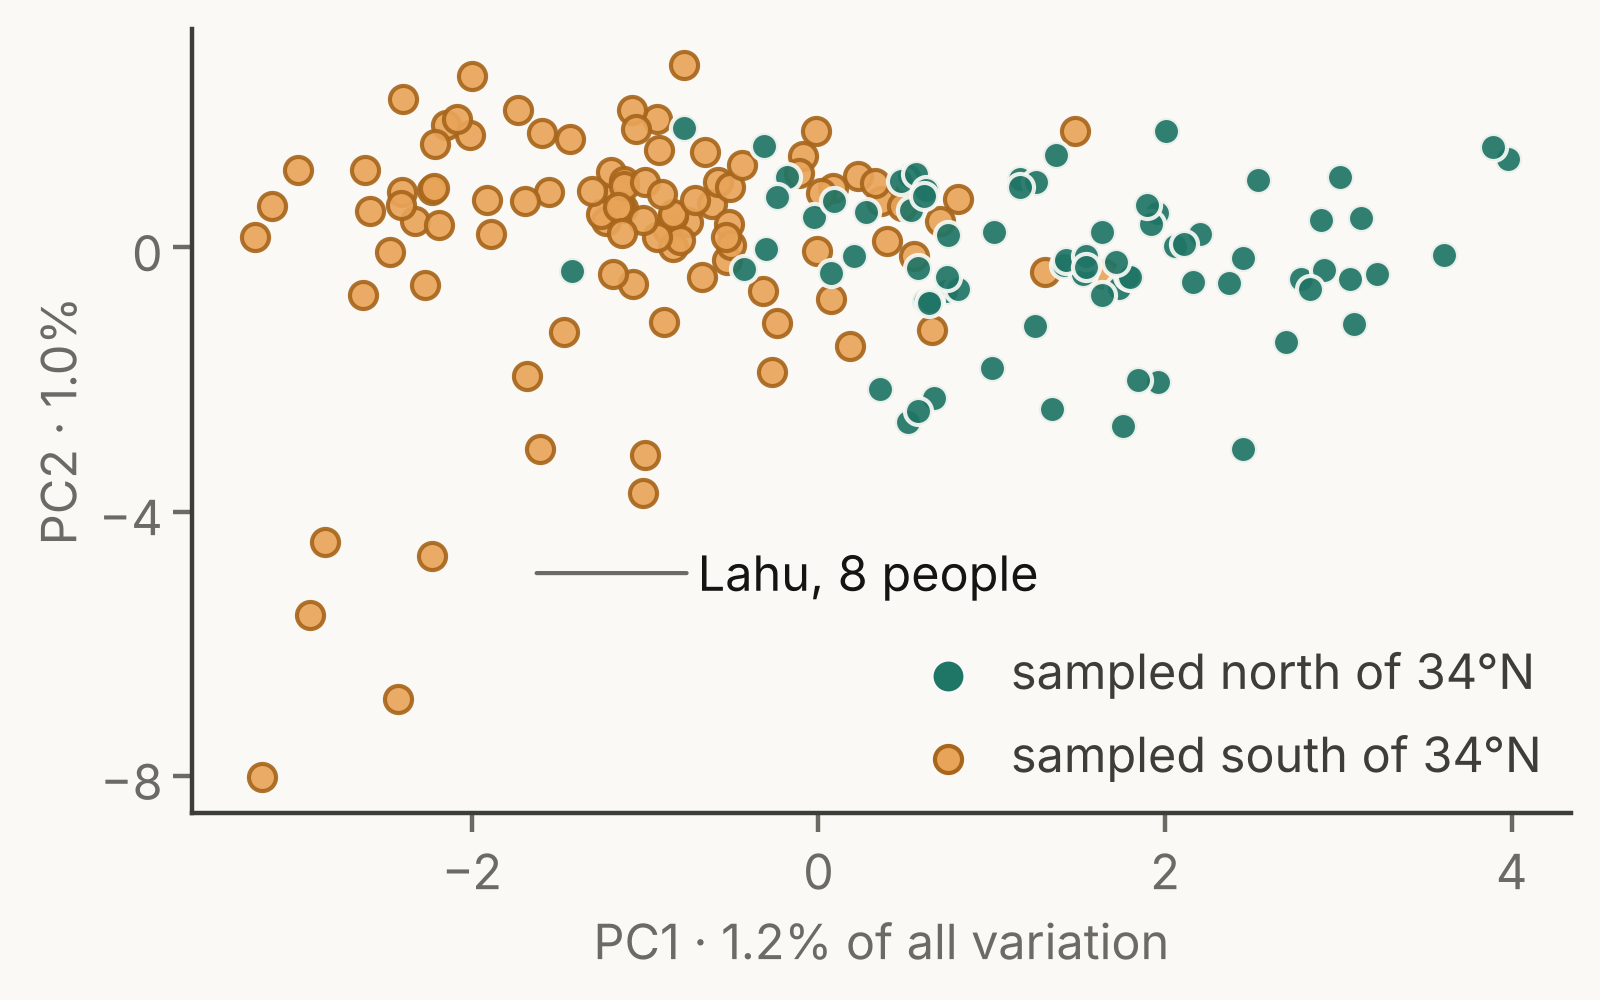 0
−4
−8
PC2 · 1.0%
Lahu, 8 people
sampled north of 34°N
sampled south of 34°N
−2 0 2 4
PC1 · 1.2% of all variation